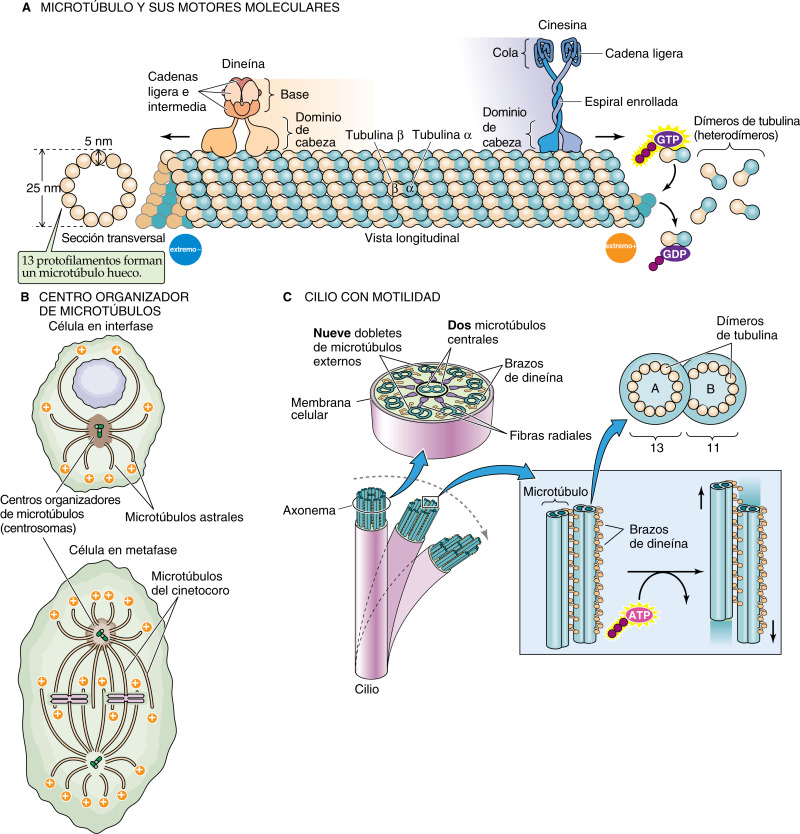 A MICROTÚBULO Y SUS MOTORES MOLECULARES
Dineína
Cadenas
ligera e
intermedia
Base
Dominio
de
cabeza
Cinesina
Cola
Cadena ligera
Espiral enrollada
Dominio
de
cabeza
Tubulina β
Tubulina α
β α
GTP
Dímeros de tubulina
(heterodímeros)
GDP
5 nm
25 nm
Sección transversal
extremo–
Vista longitudinal
extremo+
13 protofilamentos forman
un microtúbulo hueco.
B CENTRO ORGANIZADOR
DE MICROTÚBULOS
Célula en interfase
+ +
+ +
+ + + +
Centros organizadores
de microtúbulos
(centrosomas)
Microtúbulos astrales
Célula en metafase
Microtúbulos
del cinetocoro
+ + + + + +
+ +
+ + + +
+ + + +
+ + + + + +
C CILIO CON MOTILIDAD
Nueve dobletes
de microtúbulos
externos
Dos microtúbulos
centrales
Brazos
de dineína
Membrana
celular
Fibras radiales
Dímeros
de tubulina
A B
13 11
Axonema
Cilio
Microtúbulo
Brazos
de dineína
ATP